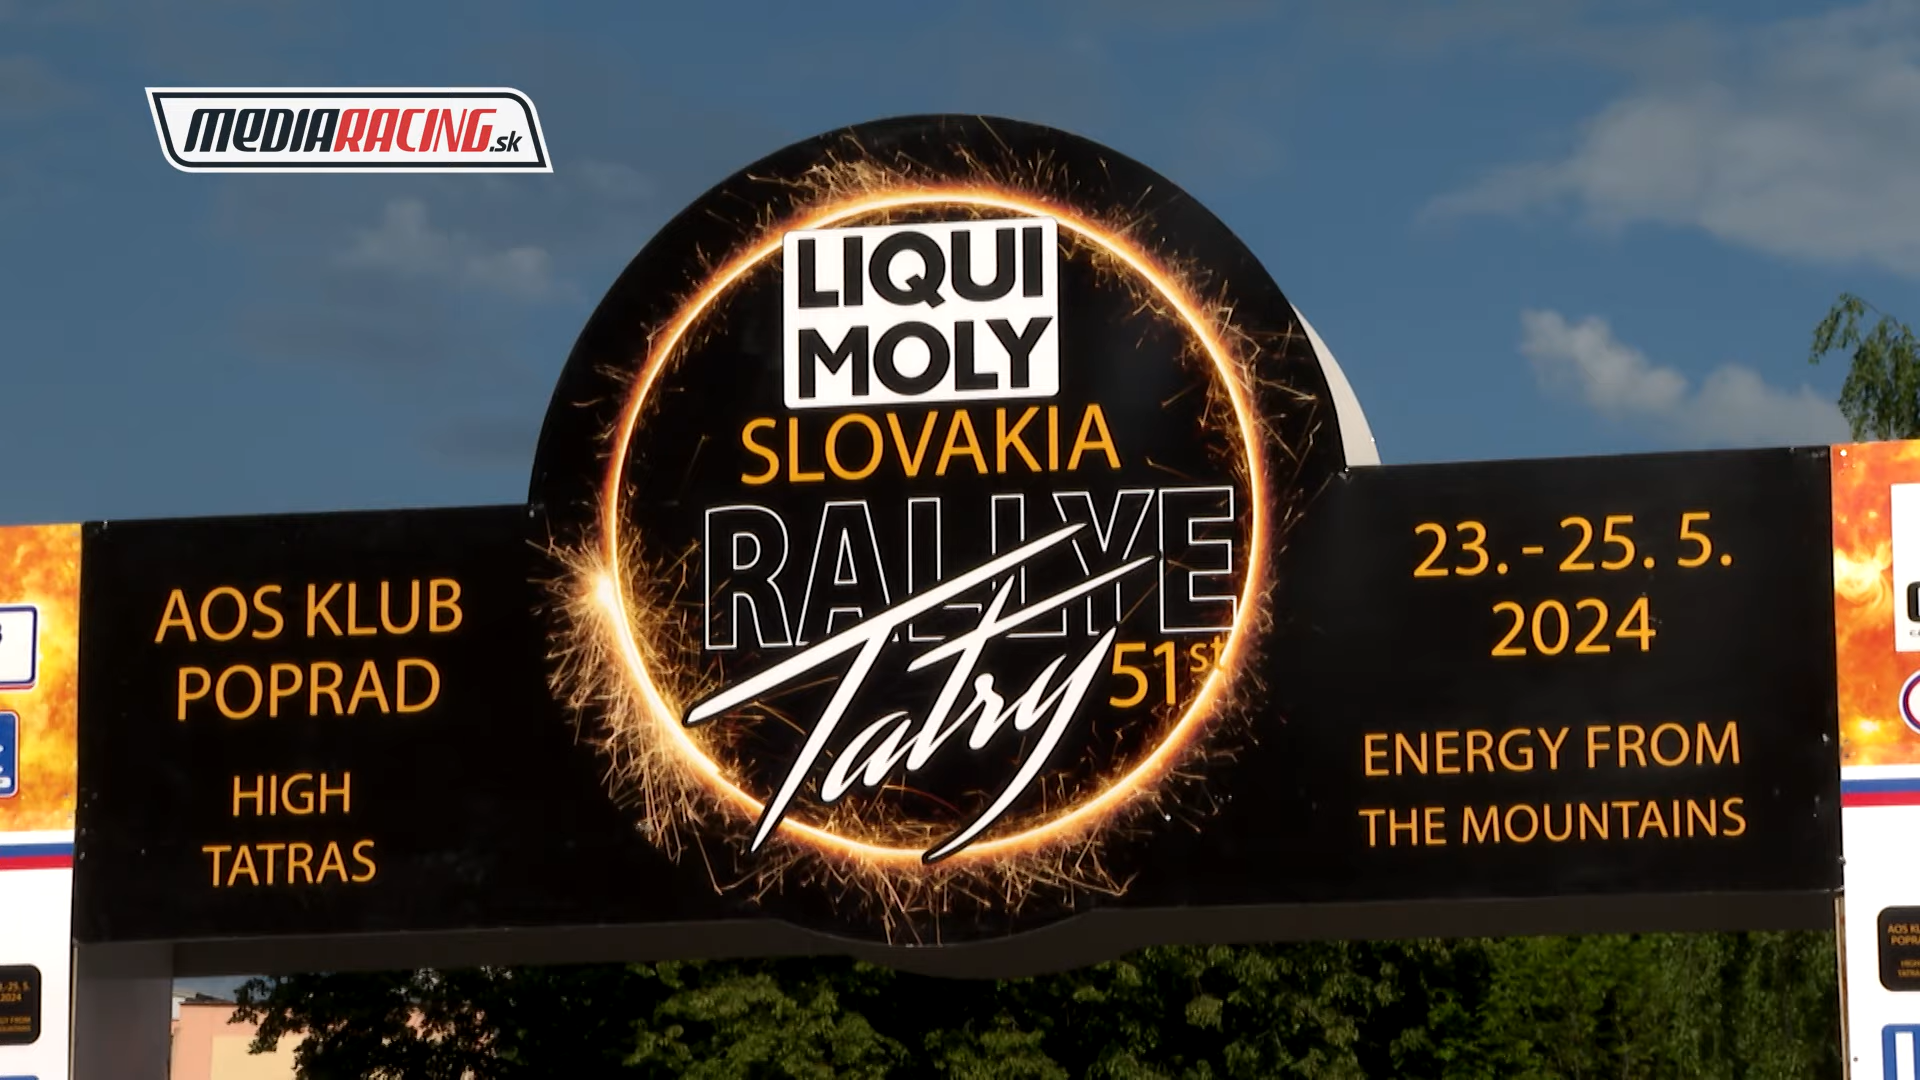 MEDIARACING.sk
LIQUI
MOLY
SLOVAKIA
RALLYE
Tatry 51st
AOS KLUB
POPRAD
HIGH
TATRAS
23. - 25. 5.
2024
ENERGY FROM
THE MOUNTAINS